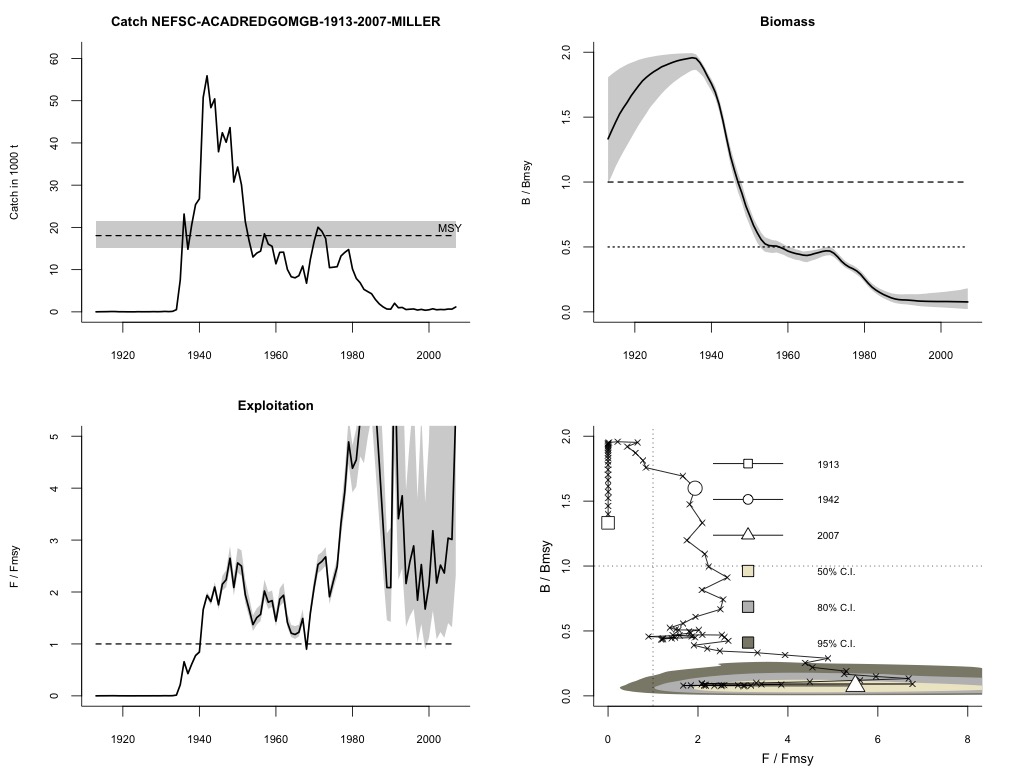 Catch NEFSC-ACADREDGOMGB-1913-2007-MILLER
Catch in 1000 t
60
50
40
30
20
10
0
MSY
1920 1940 1960 1980 2000
Biomass
B / Bmsy
2.0
1.5
1.0
0.5
0.0
1920 1940 1960 1980 2000
Exploitation
F / Fmsy
5
4
3
2
1
0
1920 1940 1960 1980 2000
B / Bmsy
2.0
1.5
1.0
0.5
0.0
1913
1942
2007
50% C.I.
80% C.I.
95% C.I.
0 2 4 6 8
F / Fmsy